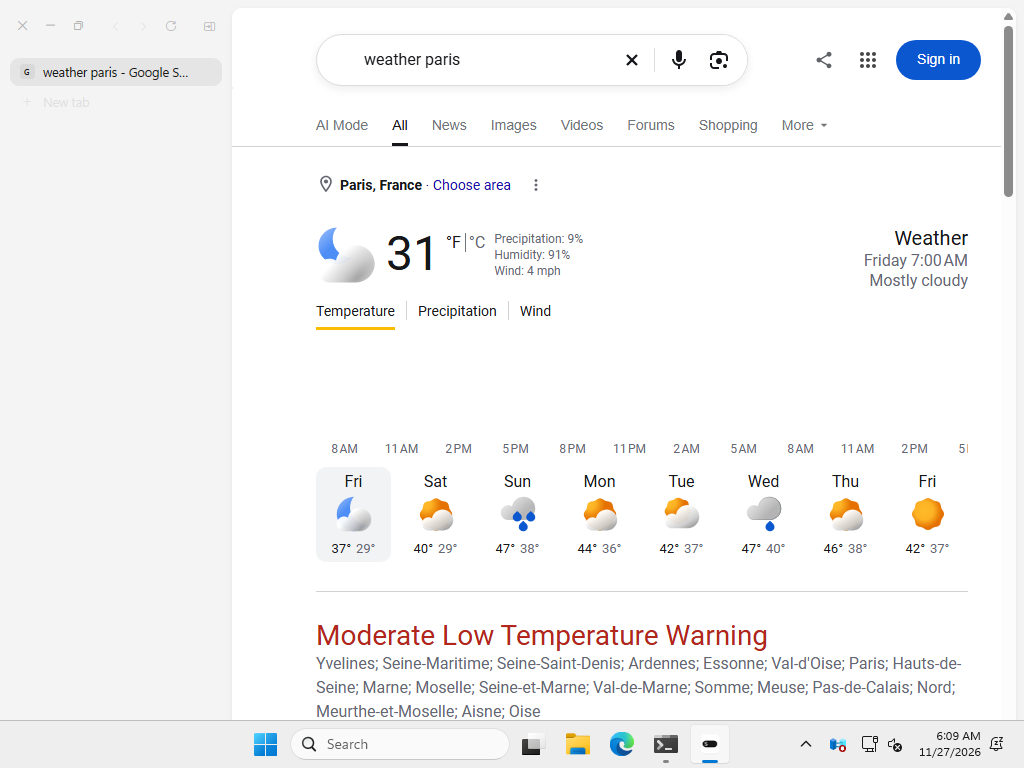 weather paris
Sign in
G weather paris - Google S...
+ New tab
AI Mode All News Images Videos Forums Shopping More
Paris, France · Choose area
31 °F | °C
Precipitation: 9%
Humidity: 91%
Wind: 4 mph
Weather
Friday 7:00 AM
Mostly cloudy
Temperature Precipitation Wind
8 AM 11 AM 2 PM 5 PM 8 PM 11 PM 2 AM 5 AM 8 AM 11 AM 2 PM
Fri Sat Sun Mon Tue Wed Thu Fri
37° 29° 40° 29° 47° 38° 44° 36° 42° 37° 47° 40° 46° 38° 42° 37°
Moderate Low Temperature Warning
Yvelines; Seine-Maritime; Seine-Saint-Denis; Ardennes; Essonne; Val-d'Oise; Paris; Hauts-de-
Seine; Marne; Moselle; Seine-et-Marne; Val-de-Marne; Somme; Meuse; Pas-de-Calais; Nord;
Meurthe-et-Moselle; Aisne; Oise
Search
6:09 AM
11/27/2026